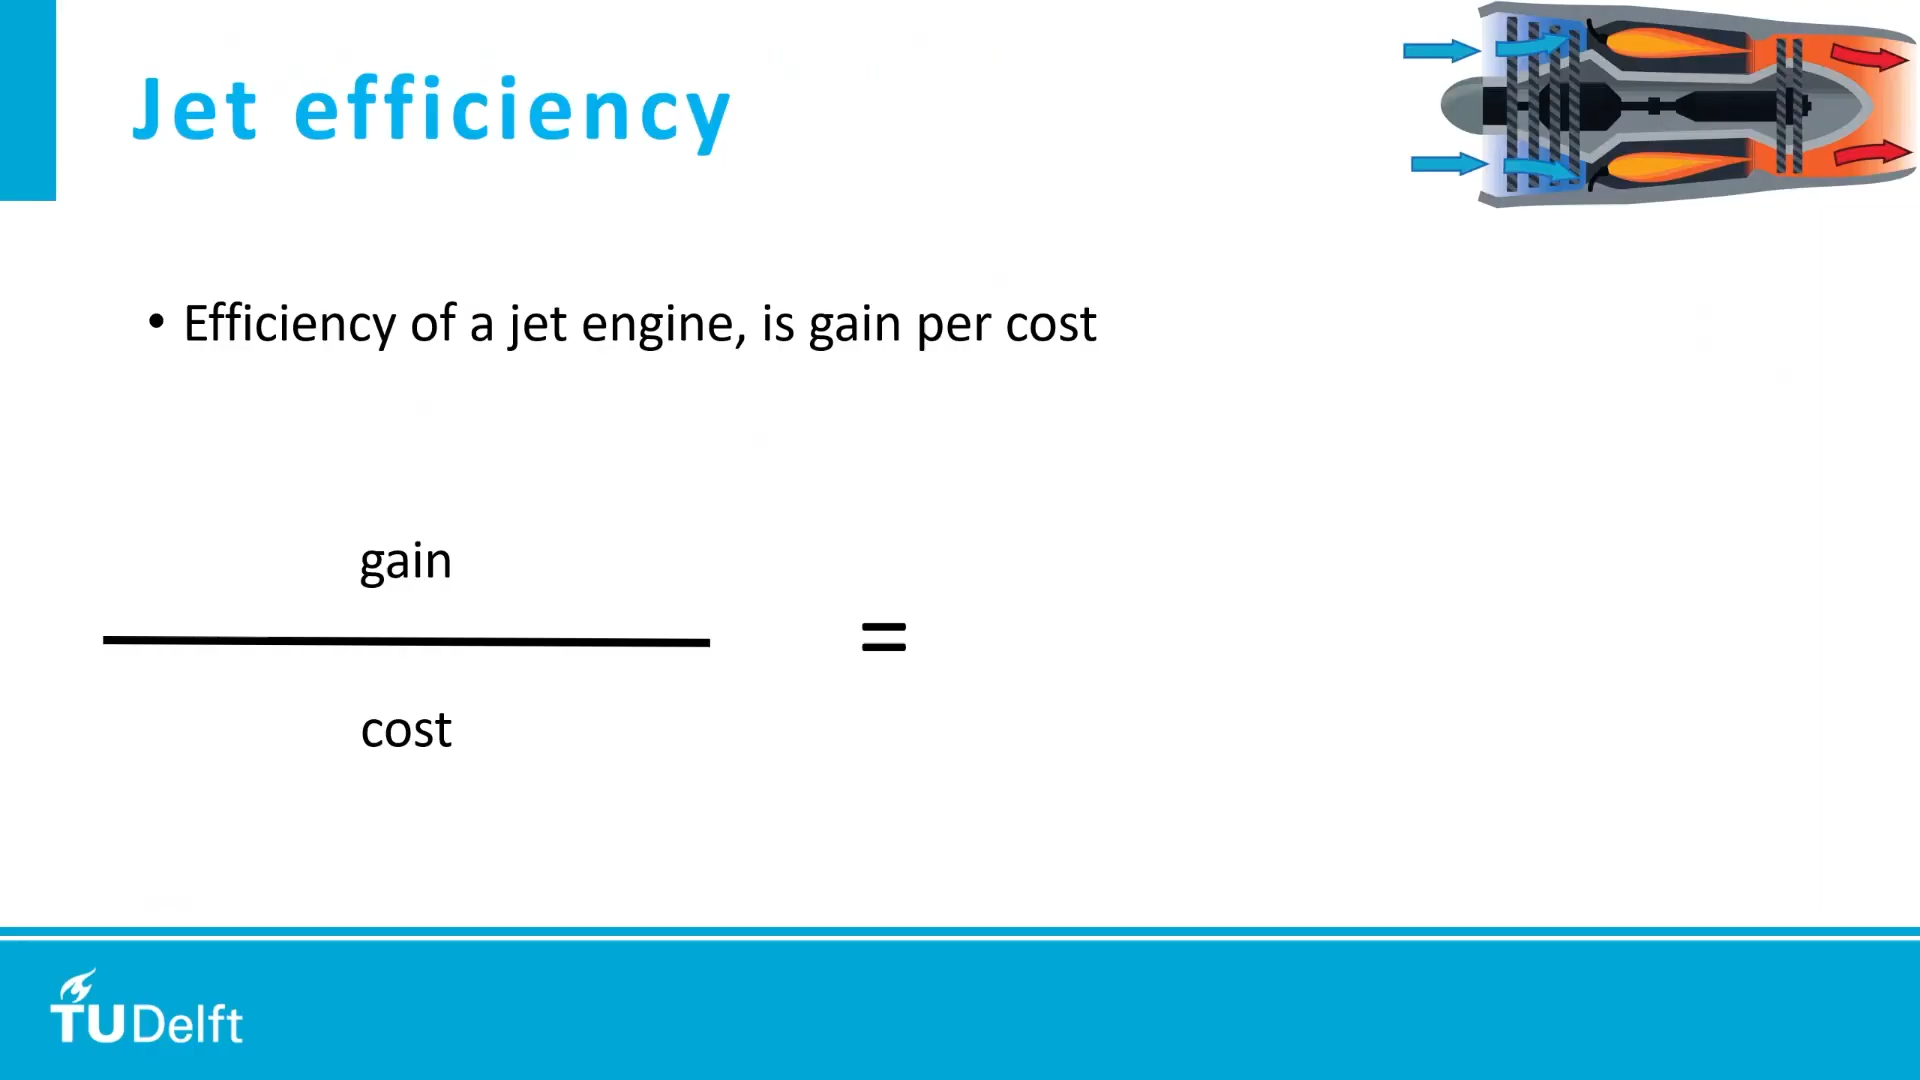 Jet efficiency
• Efficiency of a jet engine, is gain per cost
gain
=
cost
TUDelft